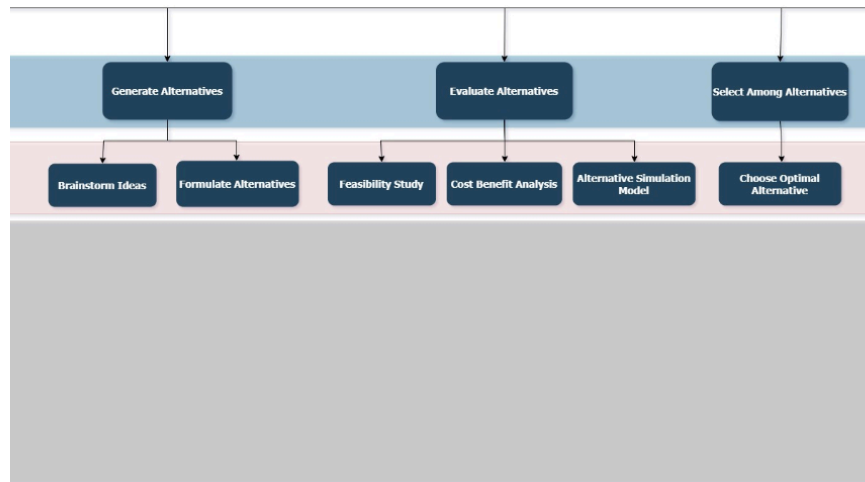 Generate Alternatives
Evaluate Alternatives
Select Among Alternatives
Brainstorm Ideas
Formulate Alternatives
Feasibility Study
Cost Benefit Analysis
Alternative Simulation
Model
Choose Optimal
Alternative